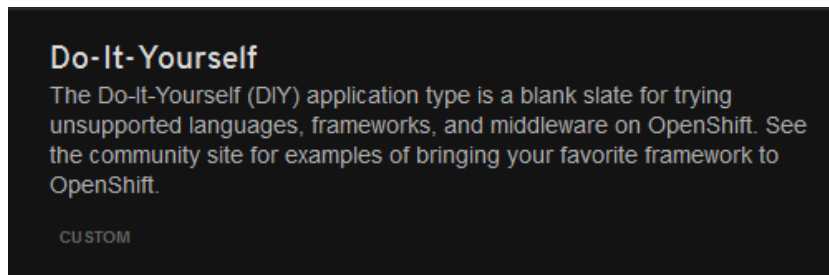 Do-It-Yourself
The Do-It-Yourself (DIY) application type is a blank slate for trying
unsupported languages, frameworks, and middleware on OpenShift. See
the community site for examples of bringing your favorite framework to
OpenShift.
CUSTOM